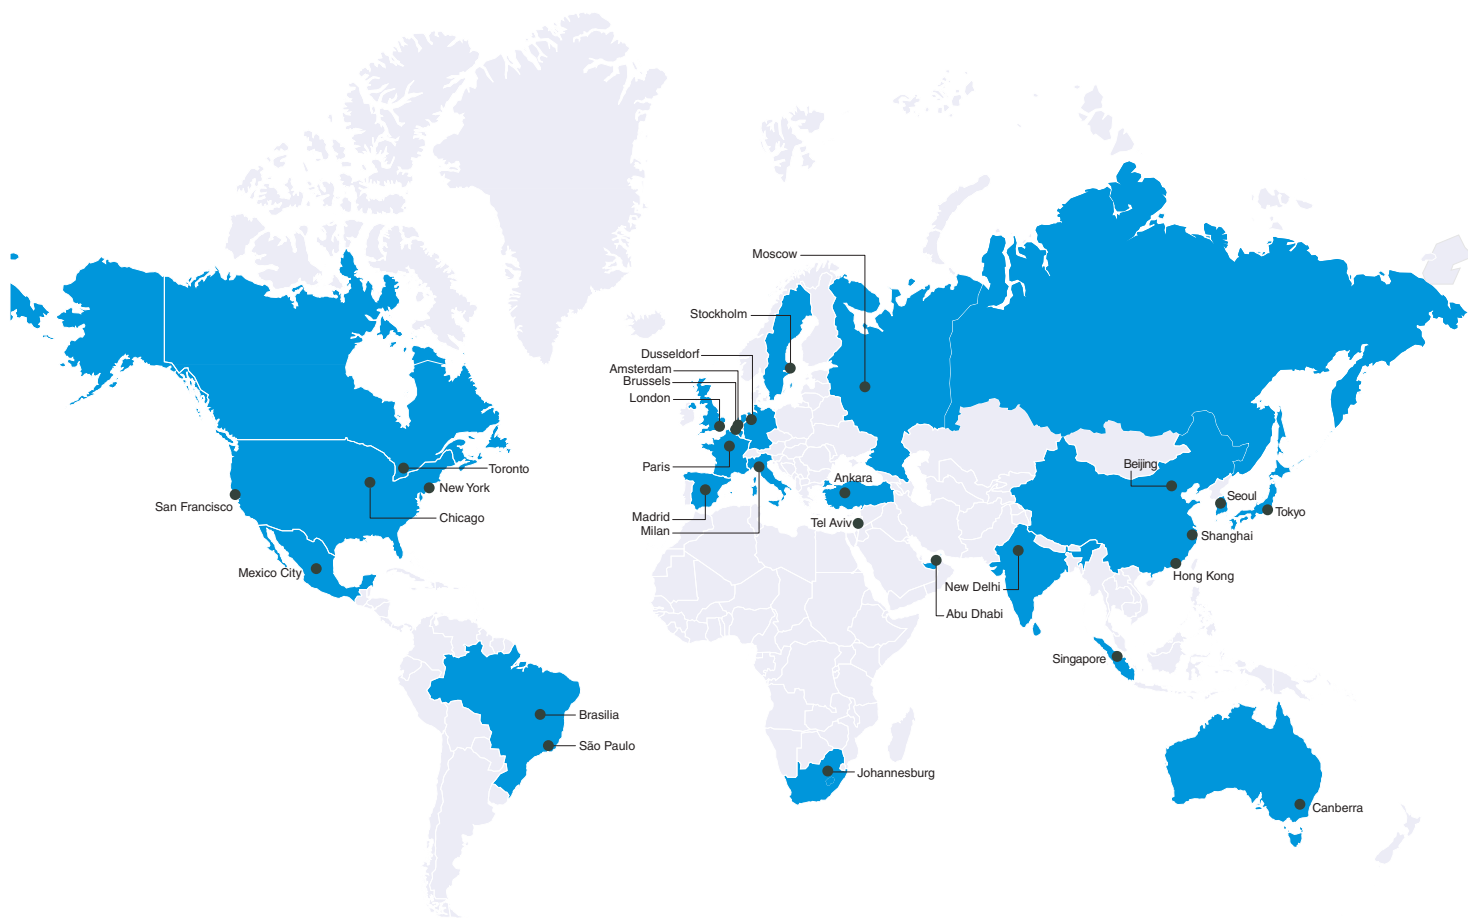 Moscow
Stockholm
Dusseldorf
Amsterdam
Brussels
London
Paris
Madrid
Milan
Ankara
Tel Aviv
Toronto
New York
San Francisco
Chicago
Mexico City
Beijing
Seoul
Tokyo
Shanghai
Hong Kong
New Delhi
Abu Dhabi
Singapore
Brasilia
São Paulo
Johannesburg
Canberra